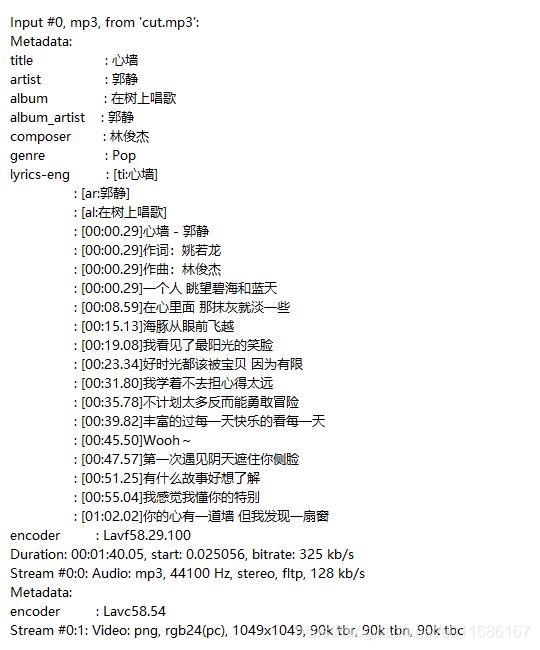 Input #0, mp3, from 'cut.mp3':
Metadata:
title : 心墙
artist : 郭静
album : 在树上唱歌
album_artist : 郭静
composer : 林俊杰
genre : Pop
lyrics-eng : [ti:心墙]
: [ar:郭静]
: [al:在树上唱歌]
: [00:00.29]心墙 - 郭静
: [00:00.29]作词：姚若龙
: [00:00.29]作曲：林俊杰
: [00:00.29]一个人 眺望碧海和蓝天
: [00:08.59]在心里面 那抹灰就淡一些
: [00:15.13]海豚从眼前飞越
: [00:19.08]我看见了最阳光的笑脸
: [00:23.34]好时光都该被宝贝 因为有限
: [00:31.80]我学着不去担心得太远
: [00:35.78]不计划太多反而能勇敢冒险
: [00:39.82]丰富的过每一天快乐的看每一天
: [00:45.50]Wooh～
: [00:47.57]第一次遇见阴天遮住你侧脸
: [00:51.25]有什么故事好想了解
: [00:55.04]我感觉我懂你的特别
: [01:02.02]你的心有一道墙 但我发现一扇窗
encoder : Lavf58.29.100
Duration: 00:01:40.05, start: 0.025056, bitrate: 325 kb/s
Stream #0:0: Audio: mp3, 44100 Hz, stereo, fltp, 128 kb/s
Metadata:
encoder : Lavc58.54
Stream #0:1: Video: png, rgb24(pc), 1049x1049, 90k tbr, 90k tbn, 90k tbc